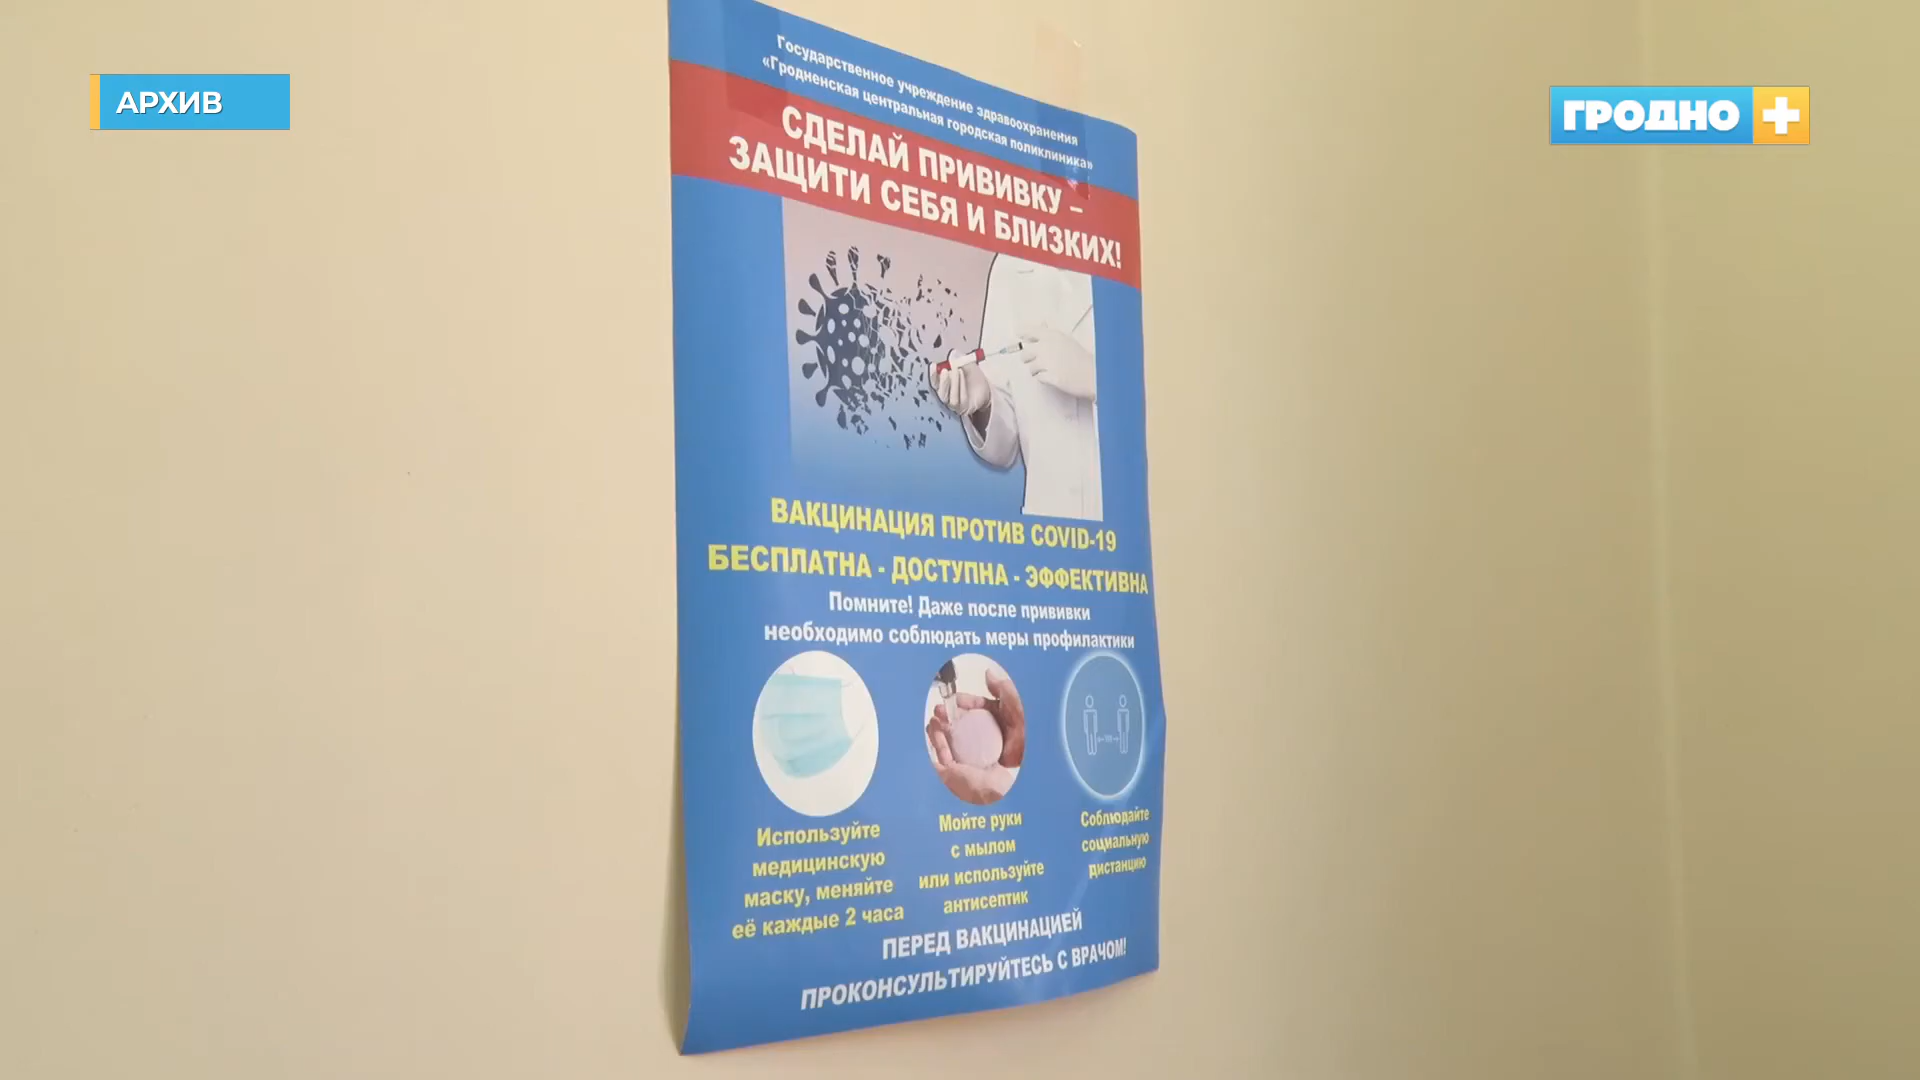 АРХИВ
ГРОДНО +
Государственное учреждение здравоохранения
«Гродненская центральная городская поликлиника»
СДЕЛАЙ ПРИВИВКУ –
ЗАЩИТИ СЕБЯ И БЛИЗКИХ!
ВАКЦИНАЦИЯ ПРОТИВ COVID-19
БЕСПЛАТНА - ДОСТУПНА - ЭФФЕКТИВНА
Помните! Даже после прививки
необходимо соблюдать меры профилактики
Используйте
медицинскую
маску, меняйте
её каждые 2 часа
Мойте руки
с мылом
или используйте
антисептик
Соблюдайте
социальную
дистанцию
ПЕРЕД ВАКЦИНАЦИЕЙ
ПРОКОНСУЛЬТИРУЙТЕСЬ С ВРАЧОМ!